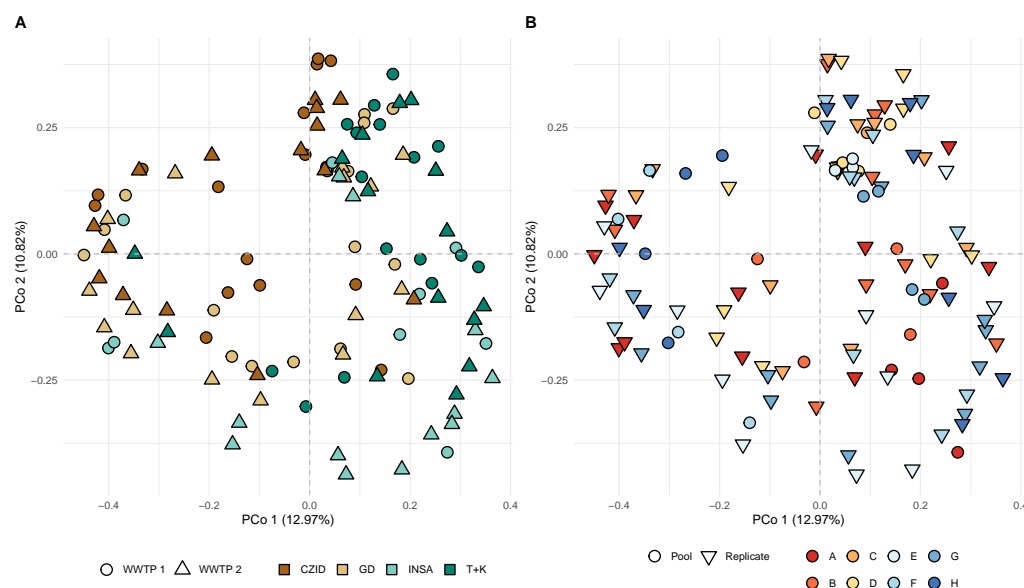 A
B
PCo 2 (10.82%)
0.25
0.00
−0.25
−0.4
−0.2
0.0
0.2
0.4
PCo 1 (12.97%)
PCo 2 (10.82%)
0.25
0.00
−0.25
−0.4
−0.2
0.0
0.2
0.4
PCo 1 (12.97%)
WWTP 1 WWTP 2 CZID GD INSA T+K
Pool Replicate A C E G
B D F H